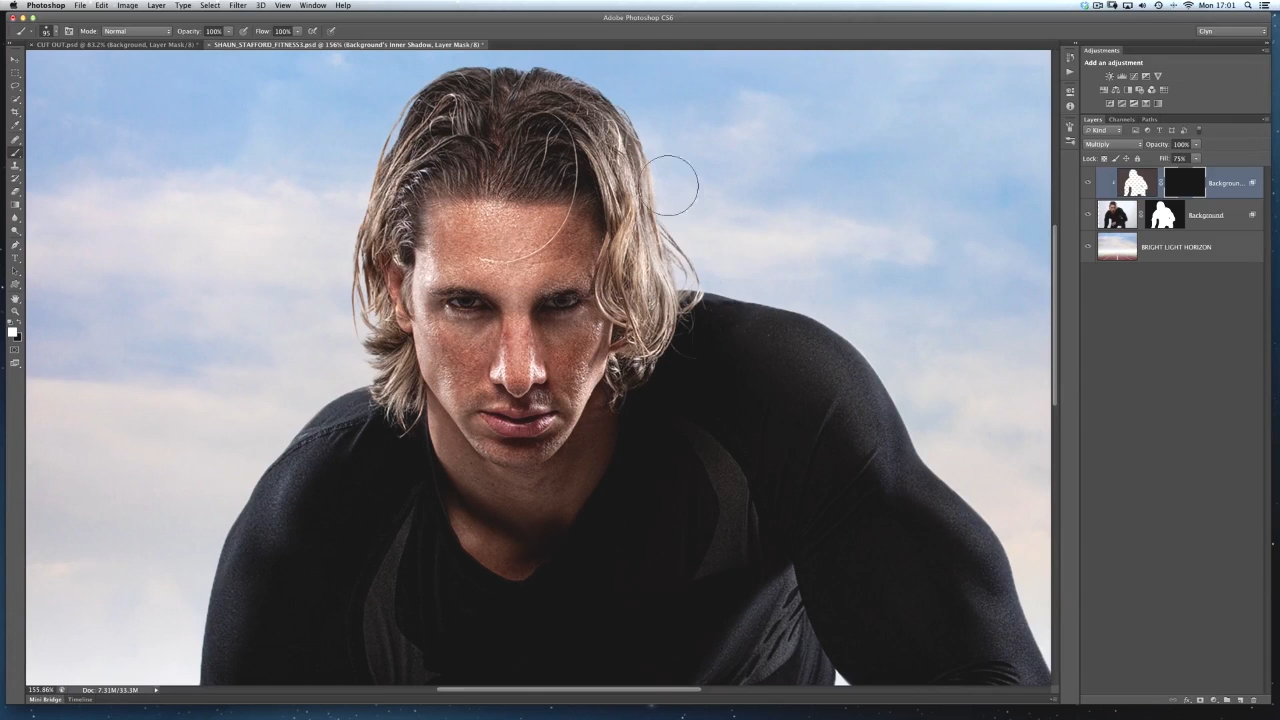 Photoshop File Edit Image Layer Type Select Filter 3D View Window Help Mon 17:01
Adobe Photoshop CS6
95 Mode: Normal Opacity: 100% Flow: 100% Glyn
× CUT OUT.psd @ 83.2% (Background, Layer Mask/8) * × SHAUN_STAFFORD_FITNESS3.psd @ 156% (Background's Inner Shadow, Layer Mask/8) *
Adjustments
Add an adjustment
Layers Channels Paths
Kind
Multiply Opacity: 100%
Lock: Fill: 75%
Backgroun...
Background
BRIGHT LIGHT HORIZON
155.86% Doc: 7.31M/33.3M
Mini Bridge Timeline